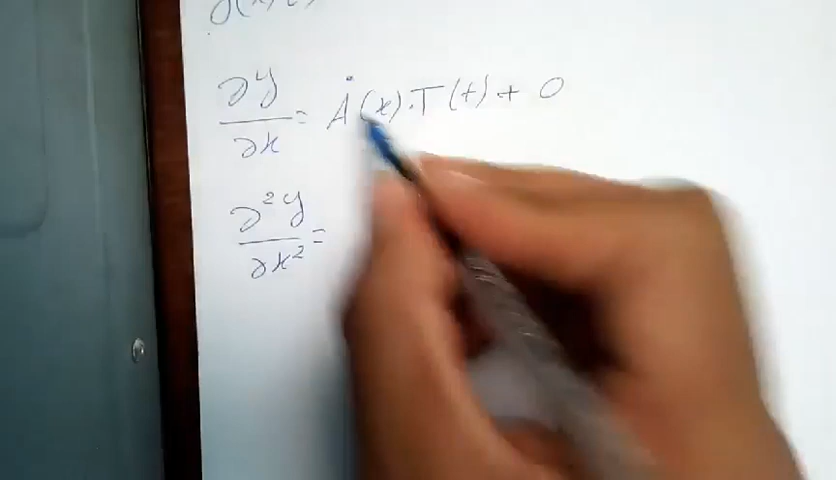 ∂y/∂x = Ȧ(x)·T(t) + 0
∂²y/∂x² =